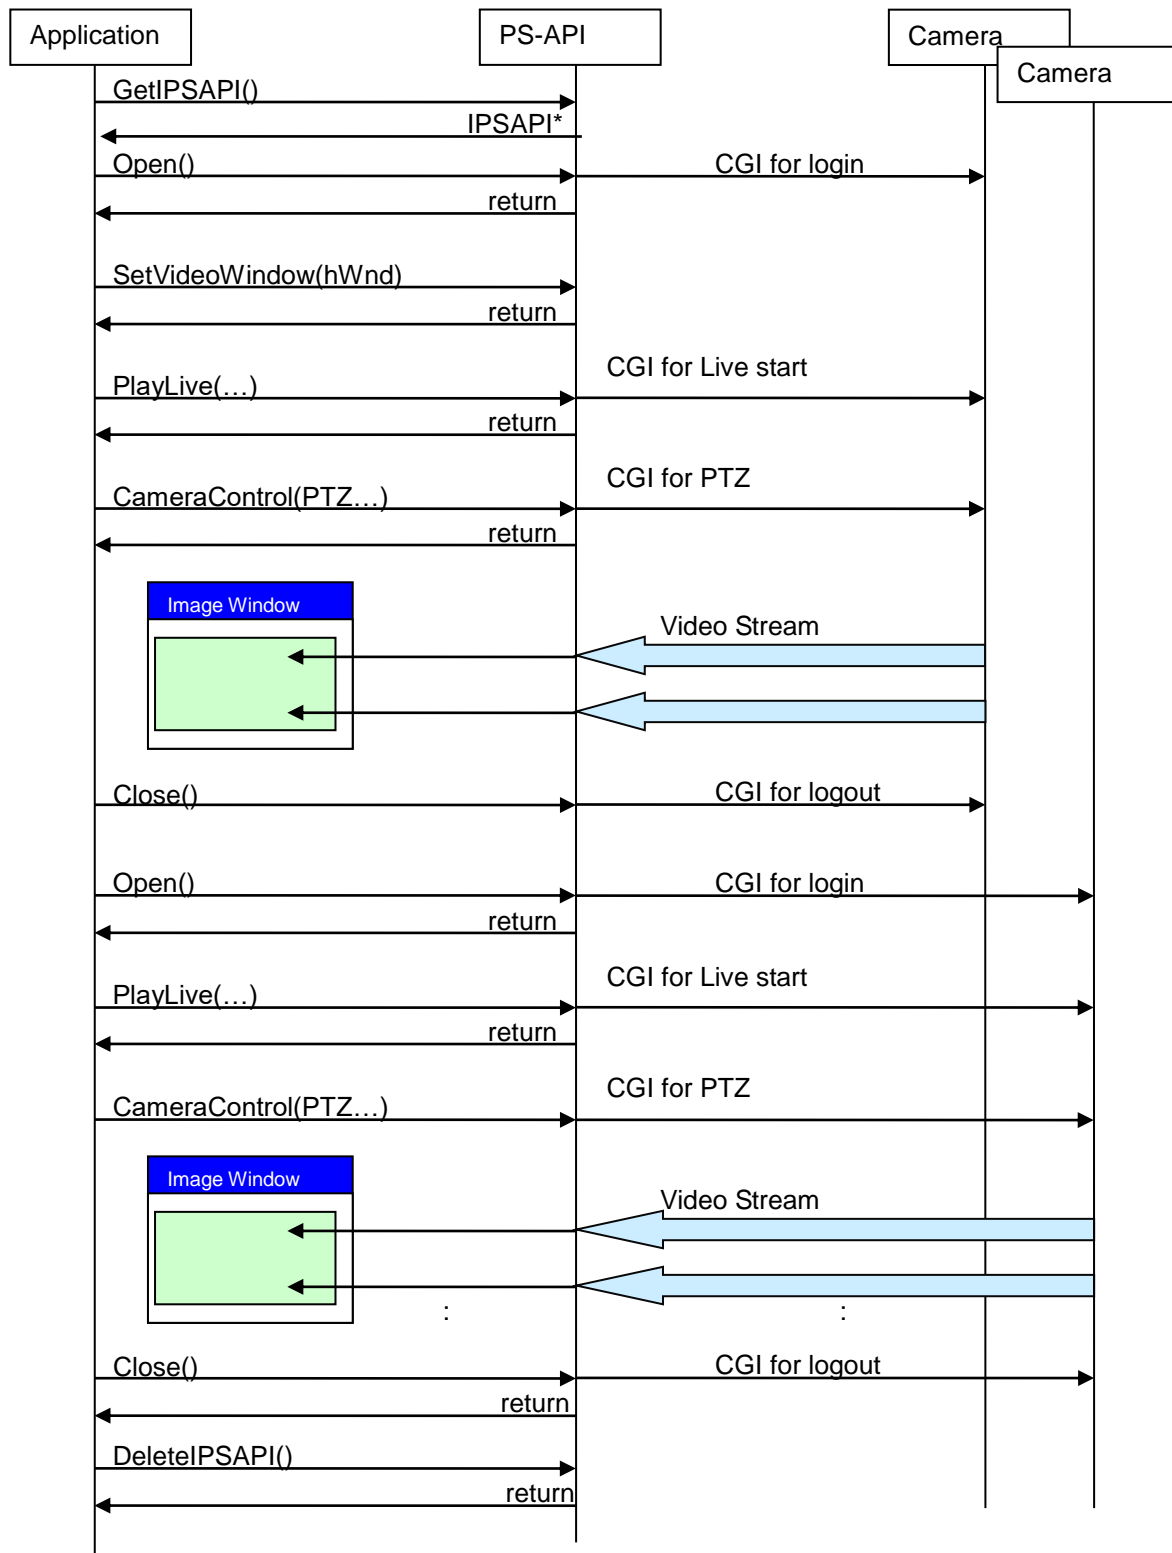 Application
PS-API
Camera
Camera
GetIPSAPI()
IPSAPI*
Open()
CGI for login
return
SetVideoWindow(hWnd)
return
CGI for Live start
PlayLive(…)
return
CGI for PTZ
CameraControl(PTZ…)
return
Image Window
Video Stream
Close()
CGI for logout
Open()
CGI for login
return
CGI for Live start
PlayLive(…)
return
CGI for PTZ
CameraControl(PTZ…)
Image Window
Video Stream
:
:
Close()
CGI for logout
return
DeleteIPSAPI()
return